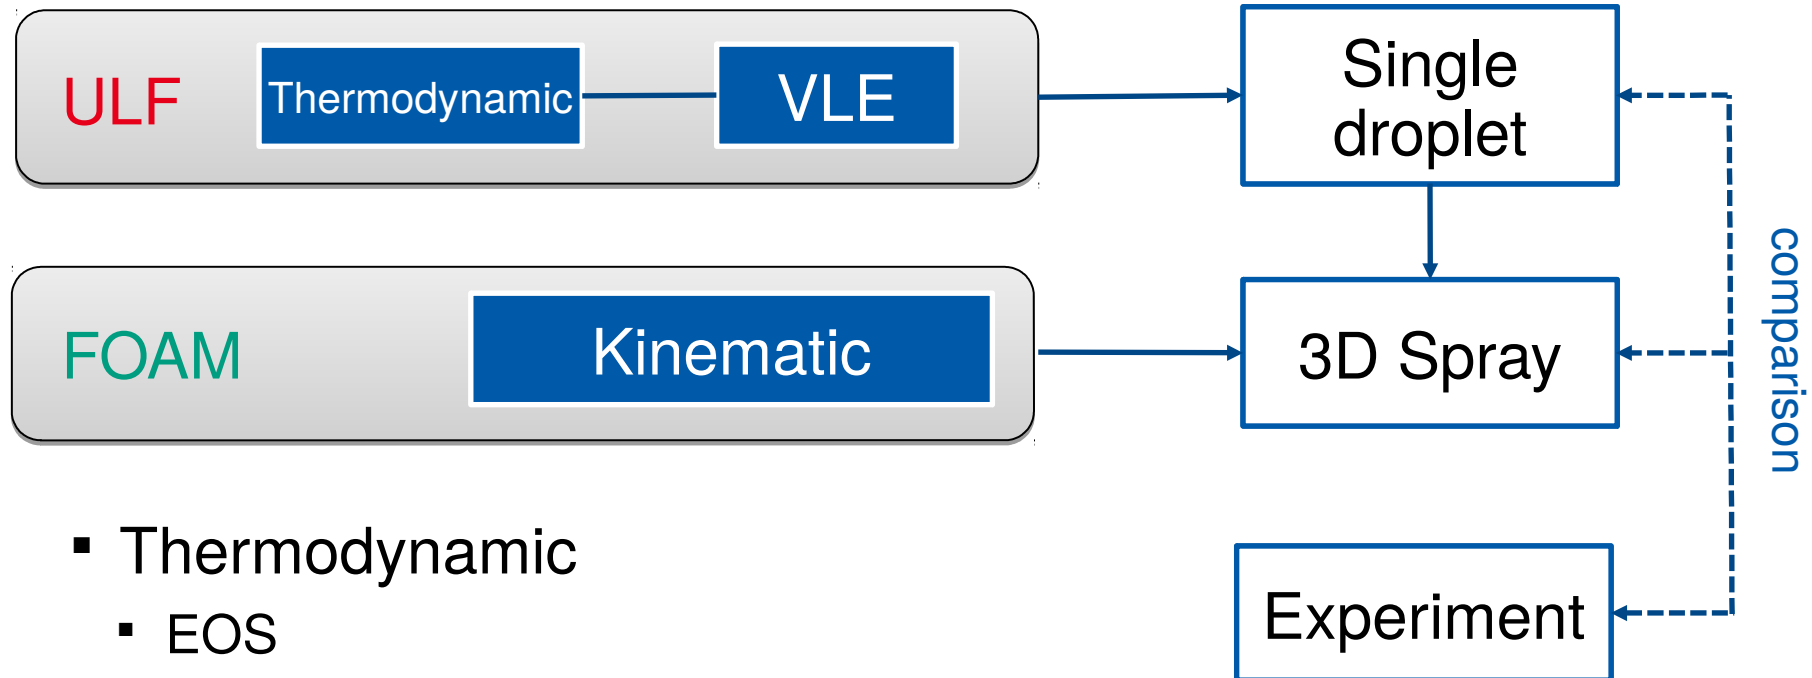 ULF
Thermodynamic
VLE
Single
droplet
FOAM
Kinematic
3D Spray
comparison
▪ Thermodynamic
▪ EOS
Experiment